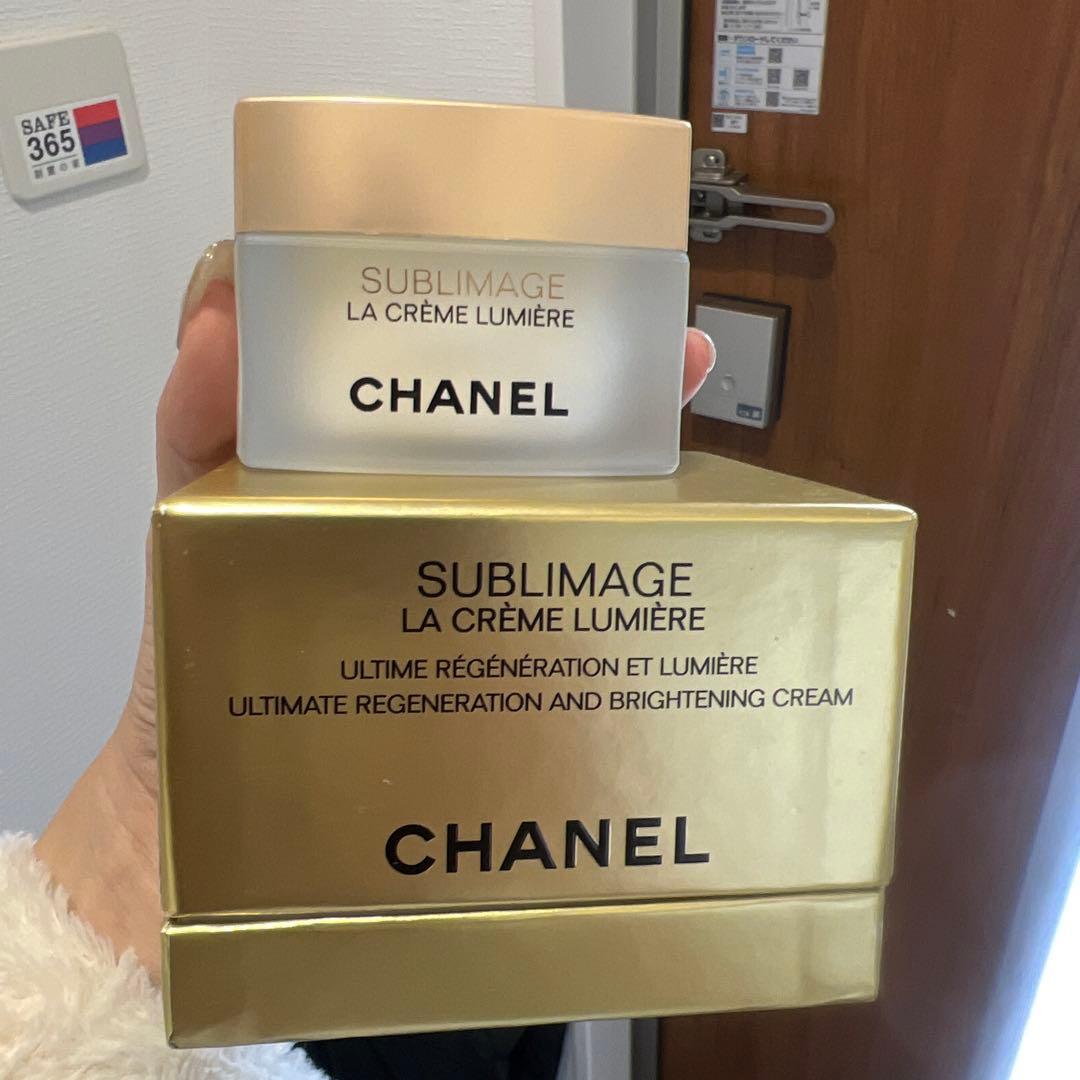 SAFE
365
SUBLIMAGE
LA CRÈME LUMIÈRE
CHANEL
SUBLIMAGE
LA CRÈME LUMIÈRE
ULTIME RÉGÉNÉRATION ET LUMIÈRE
ULTIMATE REGENERATION AND BRIGHTENING CREAM
CHANEL